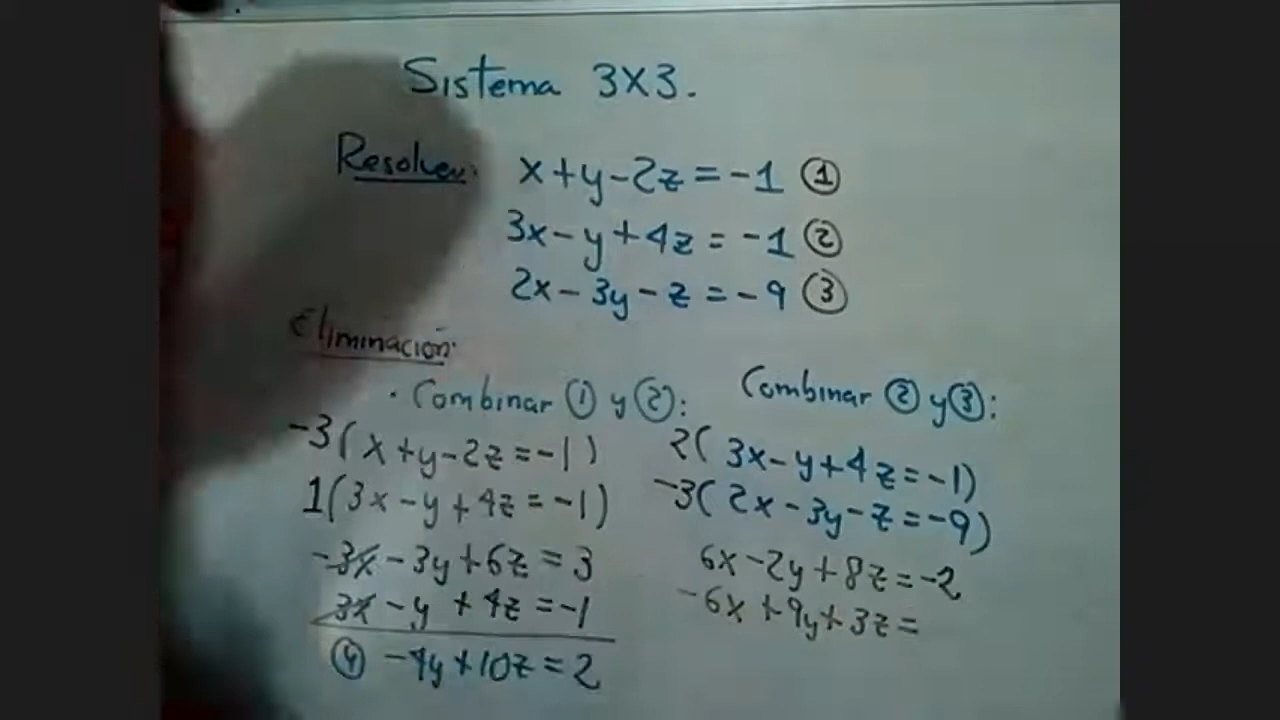 Sistema 3x3.
Resolver: x+y-2z=-1 ①
3x-y+4z=-1 ②
2x-3y-z=-9 ③
Eliminación:
· Combinar ① y ②:
-3(x+y-2z=-1)
1(3x-y+4z=-1)
-3x-3y+6z=3
3x-y+4z=-1
④ -4y+10z=2
Combinar ② y ③:
2(3x-y+4z=-1)
-3(2x-3y-z=-9)
6x-2y+8z=-2
-6x+9y+3z=